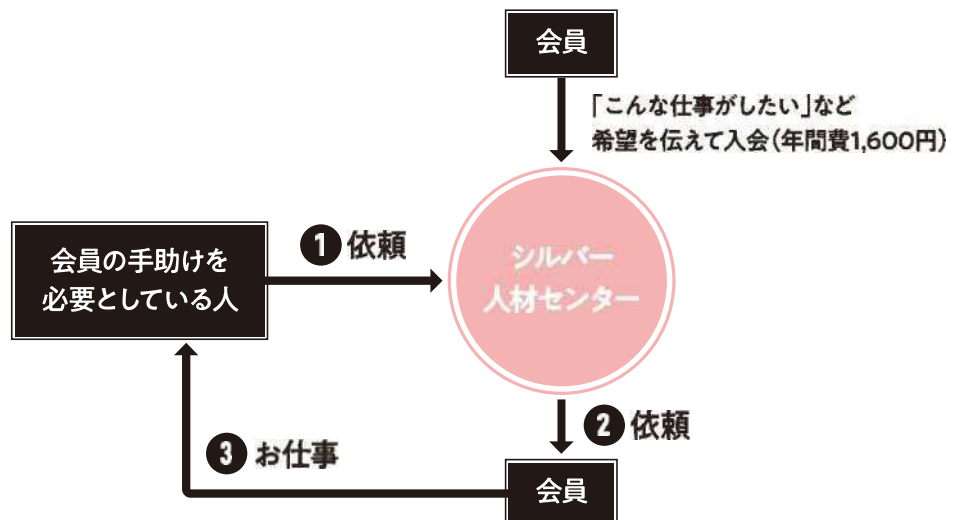 会員
「こんな仕事がしたい」など
希望を伝えて入会（年間費1,600円）
会員の手助けを
必要としている人
1 依頼
シルバー
人材センター
2 依頼
3 お仕事
会員